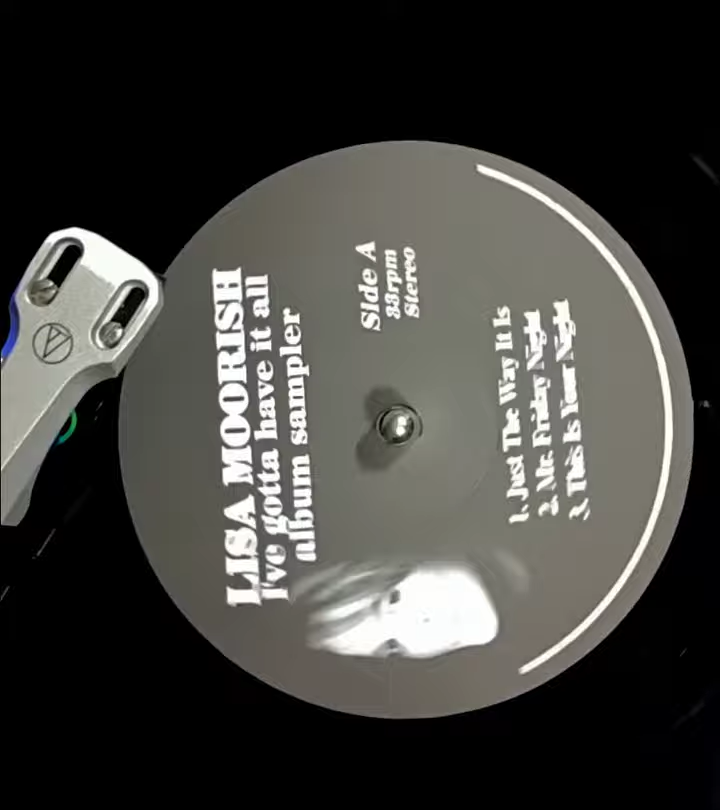 LISA MOORISH
I've gotta have it all
album sampler
Side A
33rpm
Stereo
1. Just The Way It Is
2. Mr. Friday Night
3. This Is Your Night